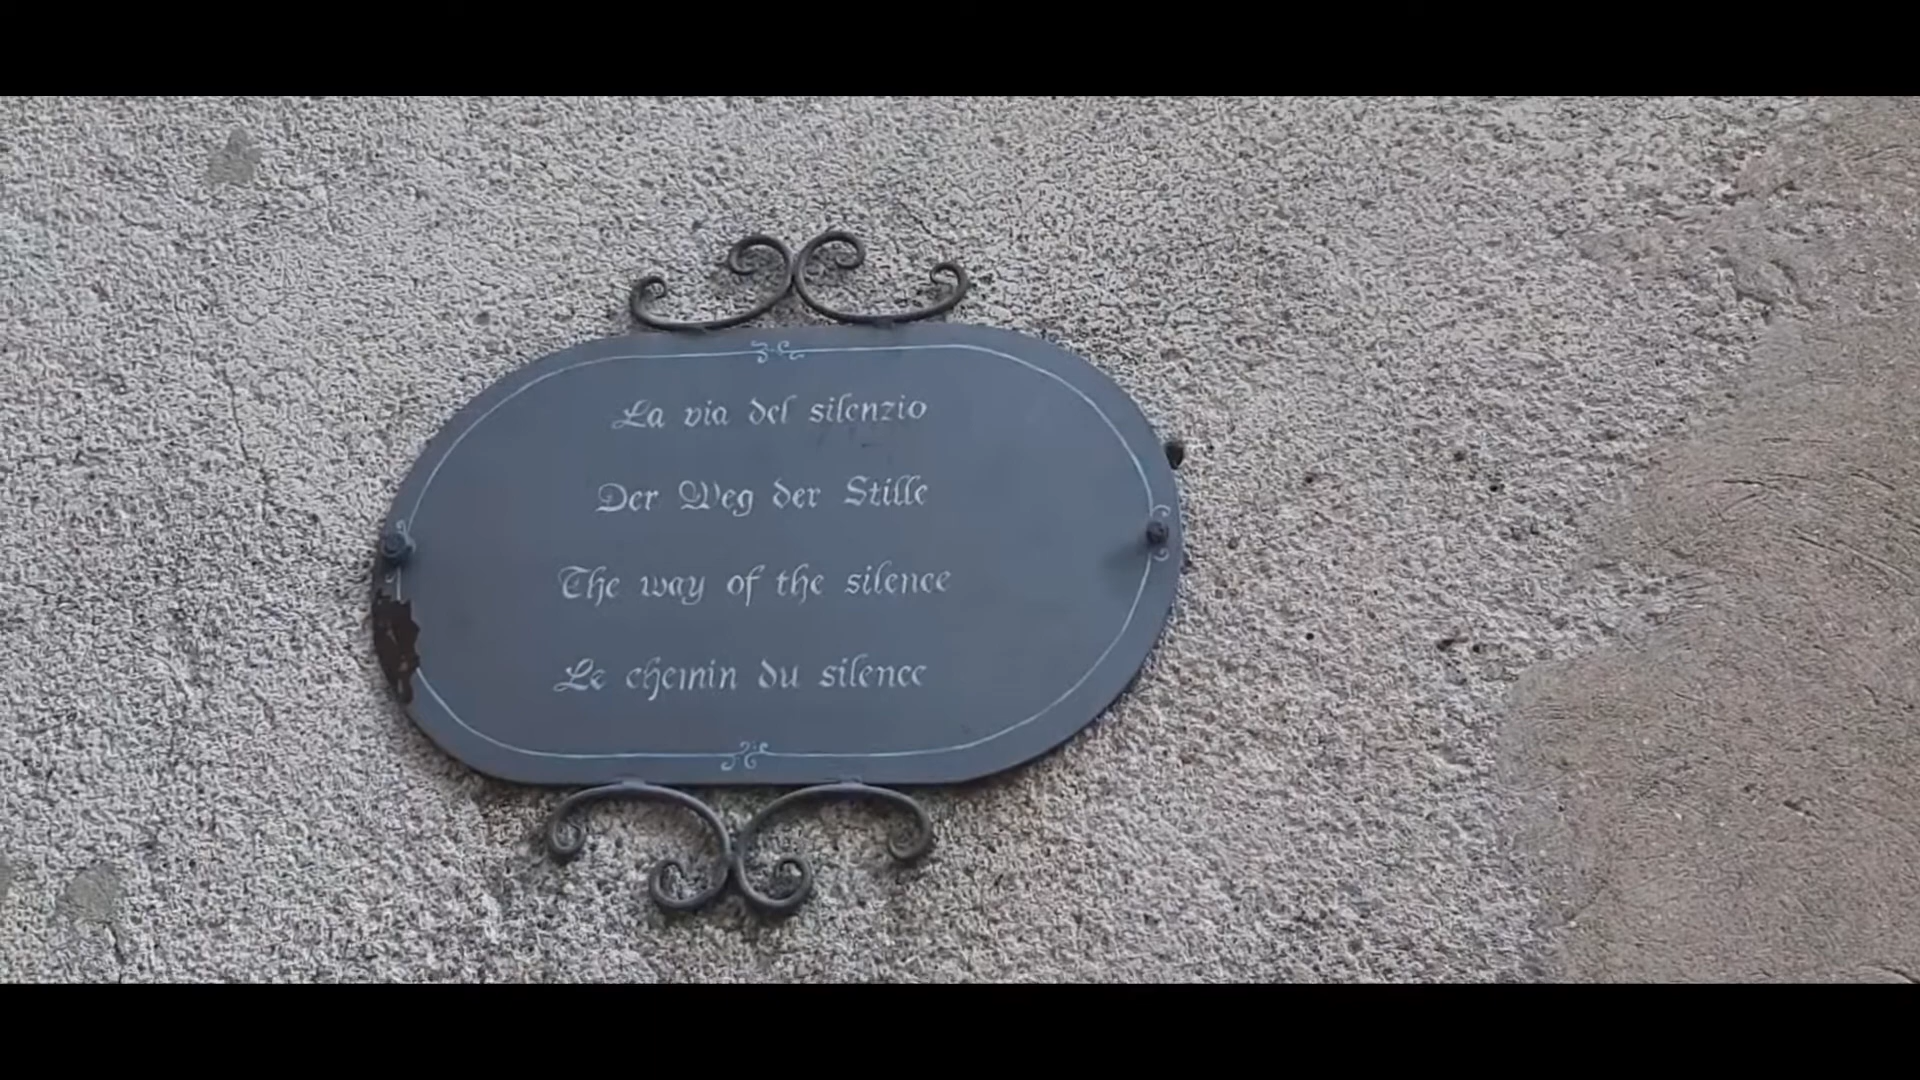 La via del silenzio
Der Weg der Stille
The way of the silence
Le chemin du silence